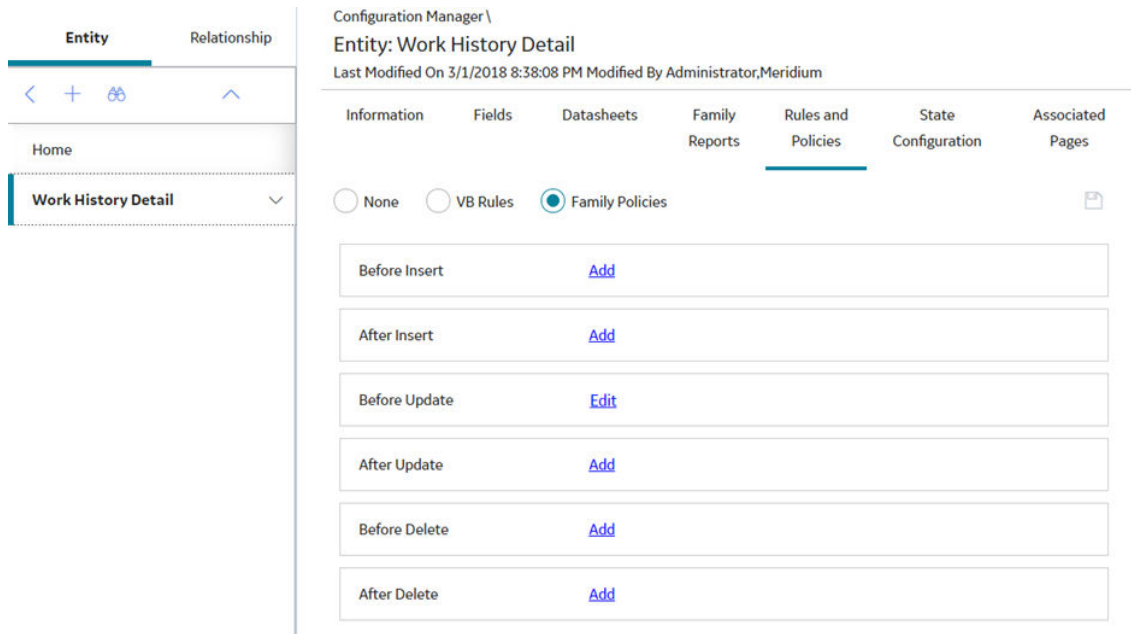 Entity Relationship
Home
Work History Detail
Configuration Manager\
Entity: Work History Detail
Last Modified On 3/1/2018 8:38:08 PM Modified By Administrator,Meridium
Information Fields Datasheets Family Reports Rules and Policies State Configuration Associated Pages
None VB Rules Family Policies
Before Insert Add
After Insert Add
Before Update Edit
After Update Add
Before Delete Add
After Delete Add